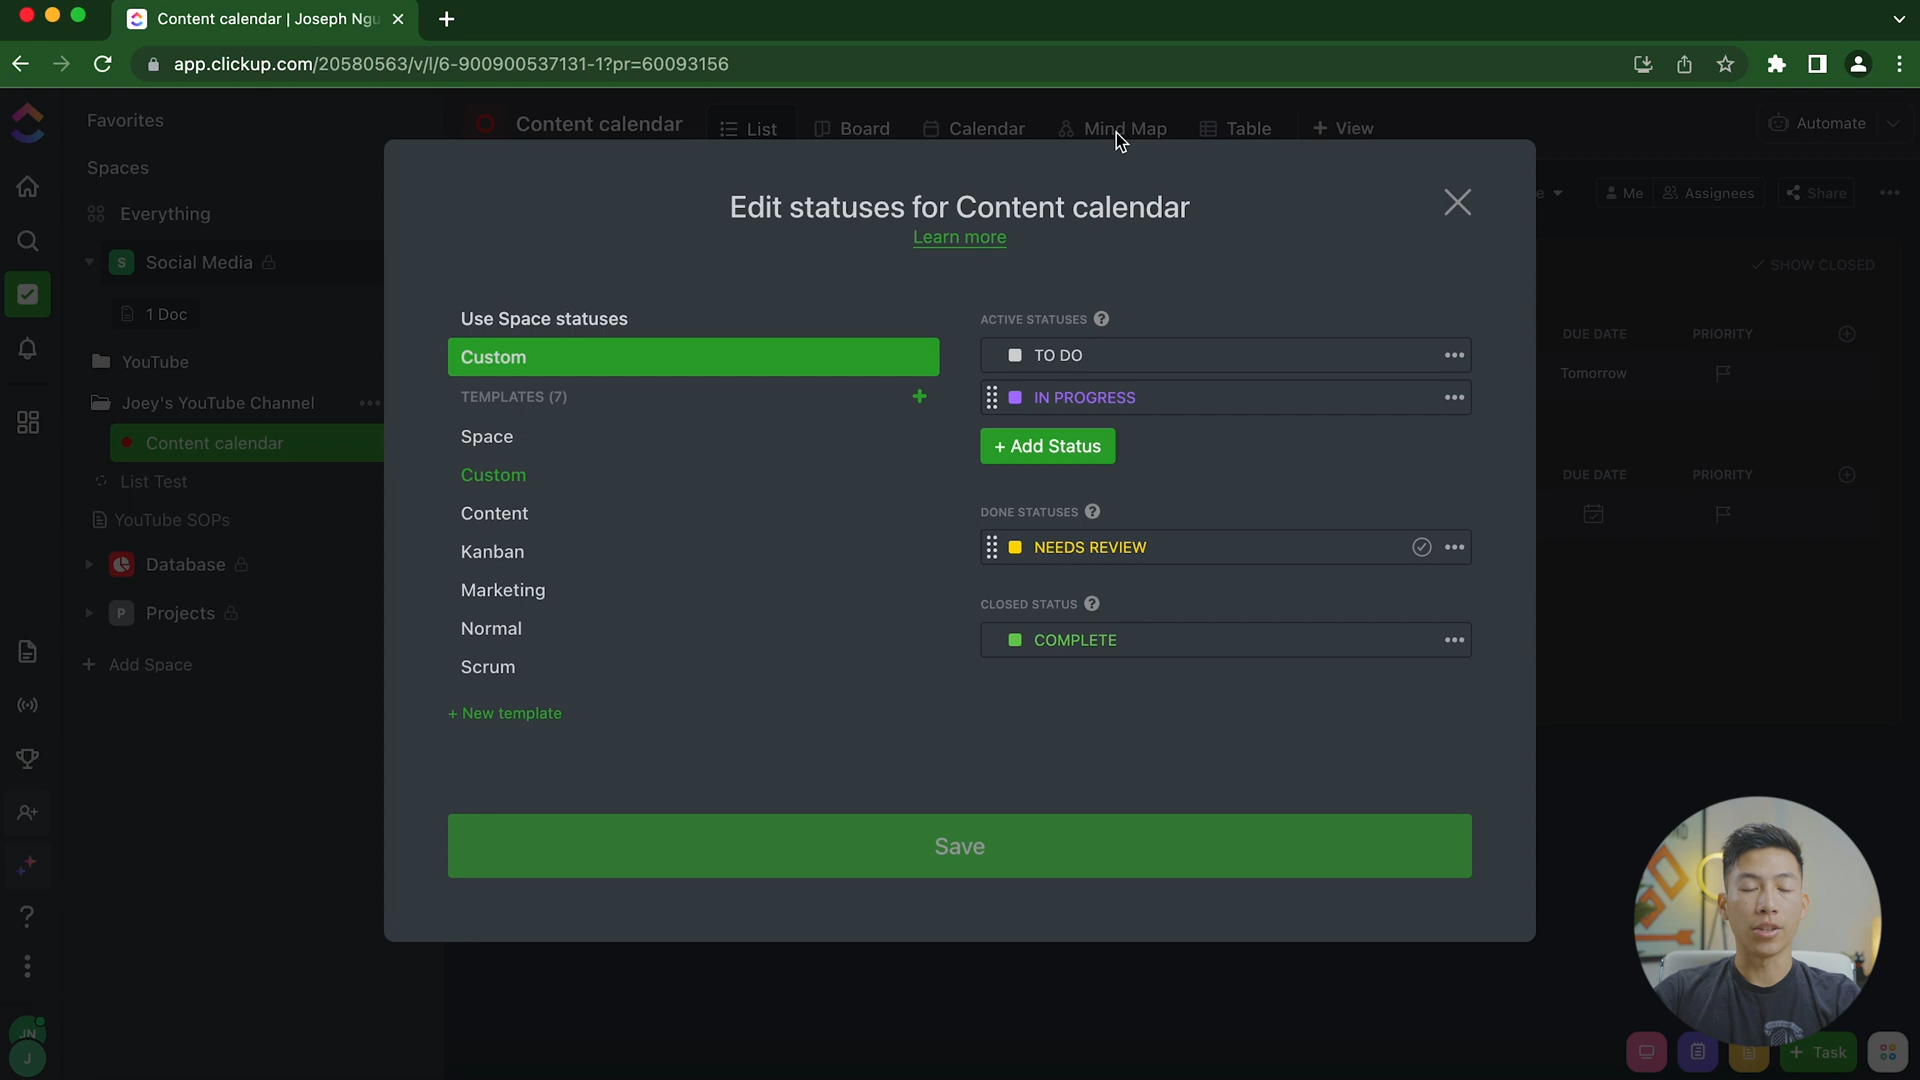 Content calendar | Joseph Ngu
app.clickup.com/20580563/v/l/6-900900537131-1?pr=60093156
Favorites
Spaces
Everything
S Social Media
1 Doc
YouTube
Joey's YouTube Channel
Content calendar
List Test
YouTube SOPs
Database
P Projects
+ Add Space
JN
J
Content calendar
List
Board
Calendar
Mind Map
Table
+ View
Automate
Me
Assignees
Share
SHOW CLOSED
DUE DATE PRIORITY
Tomorrow
DUE DATE PRIORITY
Edit statuses for Content calendar
Learn more
Use Space statuses
Custom
TEMPLATES (7)
Space
Custom
Content
Kanban
Marketing
Normal
Scrum
+ New template
ACTIVE STATUSES
TO DO
IN PROGRESS
+ Add Status
DONE STATUSES
NEEDS REVIEW
CLOSED STATUS
COMPLETE
Save
+ Task